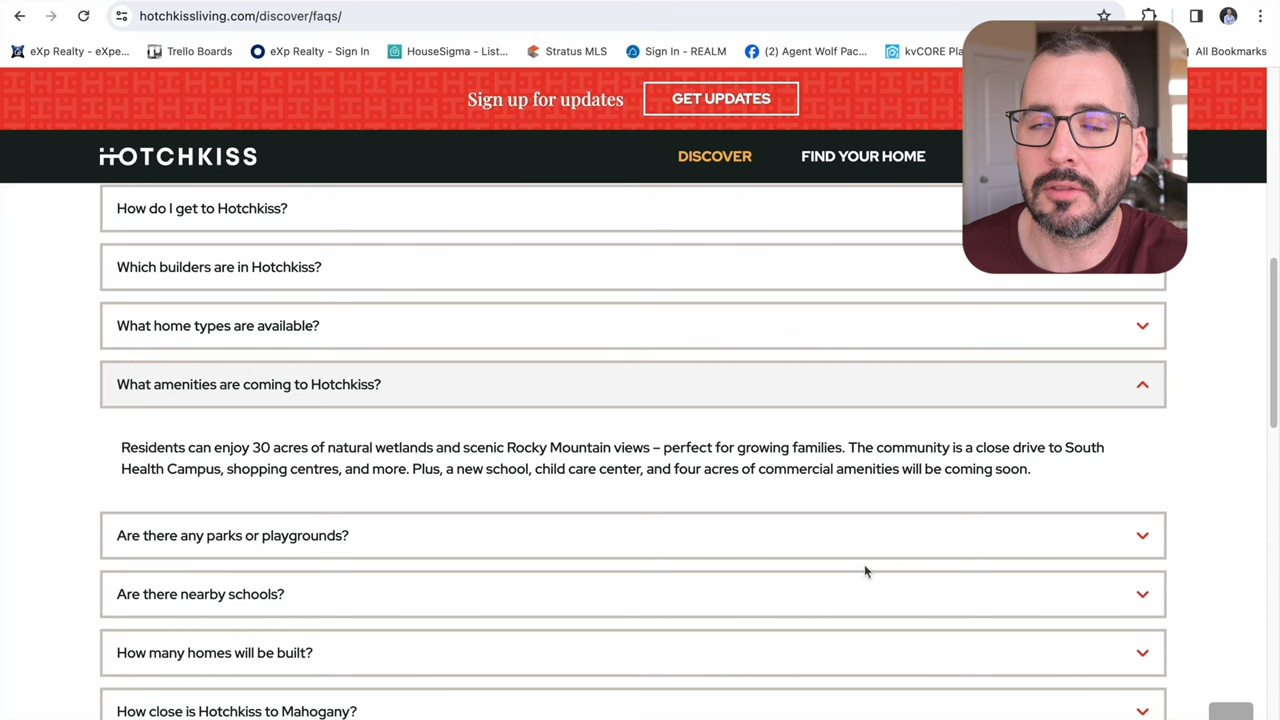 hotchkissliving.com/discover/faqs/
eXp Realty - eXpe...
Trello Boards
eXp Realty - Sign In
HouseSigma - List...
Stratus MLS
Sign In - REALM
(2) Agent Wolf Pac...
kvCORE Pla
All Bookmarks
Sign up for updates
GET UPDATES
HOTCHKISS
DISCOVER
FIND YOUR HOME
How do I get to Hotchkiss?
Which builders are in Hotchkiss?
What home types are available?
What amenities are coming to Hotchkiss?
Residents can enjoy 30 acres of natural wetlands and scenic Rocky Mountain views – perfect for growing families. The community is a close drive to South
Health Campus, shopping centres, and more. Plus, a new school, child care center, and four acres of commercial amenities will be coming soon.
Are there any parks or playgrounds?
Are there nearby schools?
How many homes will be built?
How close is Hotchkiss to Mahogany?